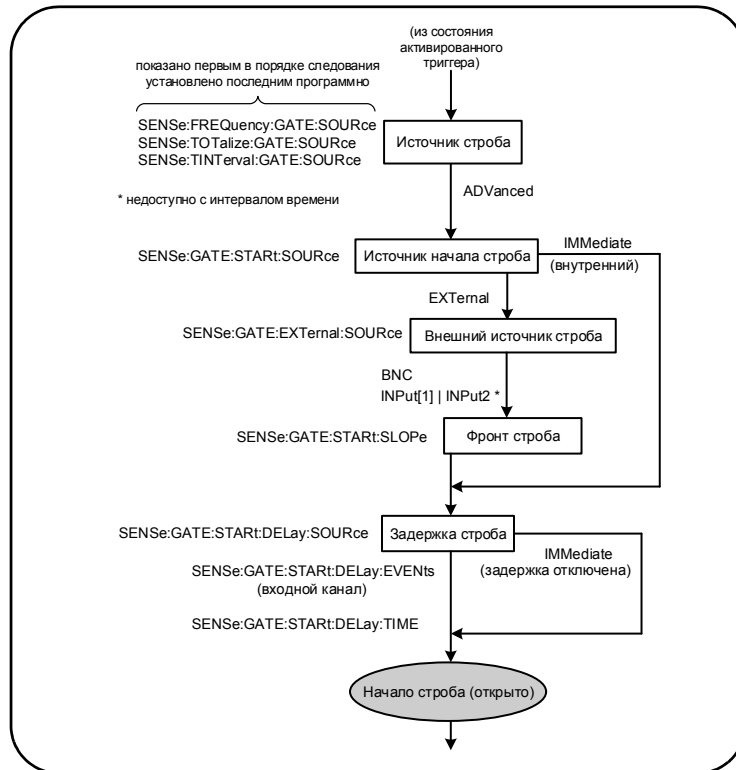 (из состояния
активированного
триггера)
показано первым в порядке следования
установлено последним программно
SENSe:FREQuency:GATE:SOURce
SENSe:TOTalize:GATE:SOURce
SENSe:TINTerval:GATE:SOURce
Источник строба
ADVanced
* недоступно с интервалом времени
SENSe:GATE:STARt:SOURce
Источник начала строба
IMMediate
(внутренний)
EXTernal
SENSe:GATE:EXTernal:SOURce
Внешний источник строба
BNC
INPut[1] | INPut2 *
SENSe:GATE:STARt:SLOPe
Фронт строба
SENSe:GATE:STARt:DELay:SOURce
Задержка строба
IMMediate
(задержка отключена)
SENSe:GATE:STARt:DELay:EVENts
(входной канал)
SENSe:GATE:STARt:DELay:TIME
Начало строба (открыто)